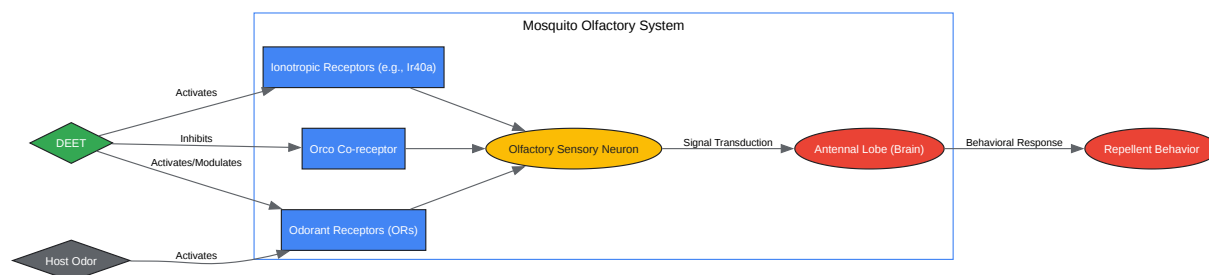 Mosquito Olfactory System
Ionotropic Receptors (e.g., Ir40a)
Activates
DEET
Inhibits
Orco Co-receptor
Olfactory Sensory Neuron
Signal Transduction
Antennal Lobe (Brain)
Behavioral Response
Repellent Behavior
Activates/Modulates
Odorant Receptors (ORs)
Host Odor
Activates